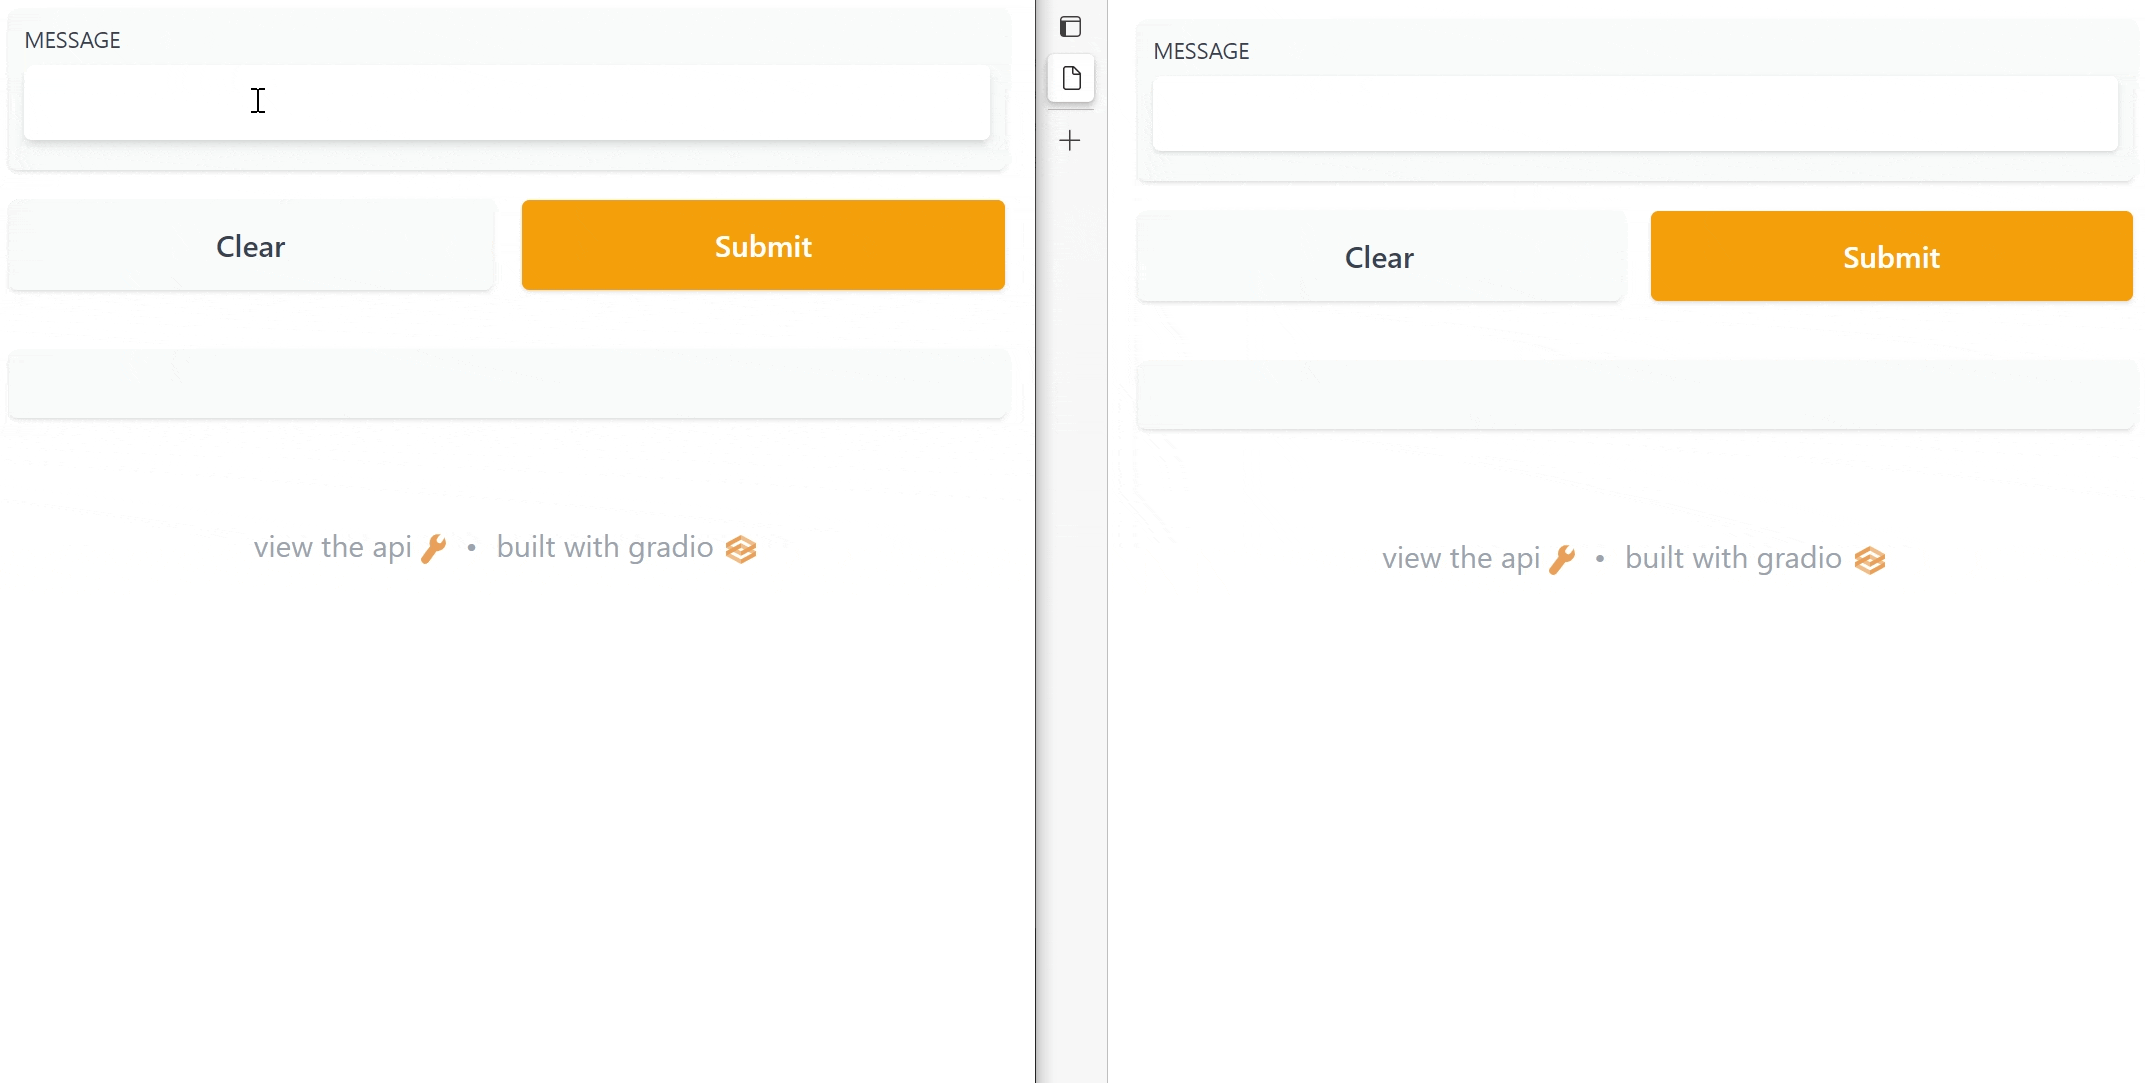 MESSAGE
Clear
Submit
view the api • built with gradio
MESSAGE
Clear
Submit
view the api • built with gradio